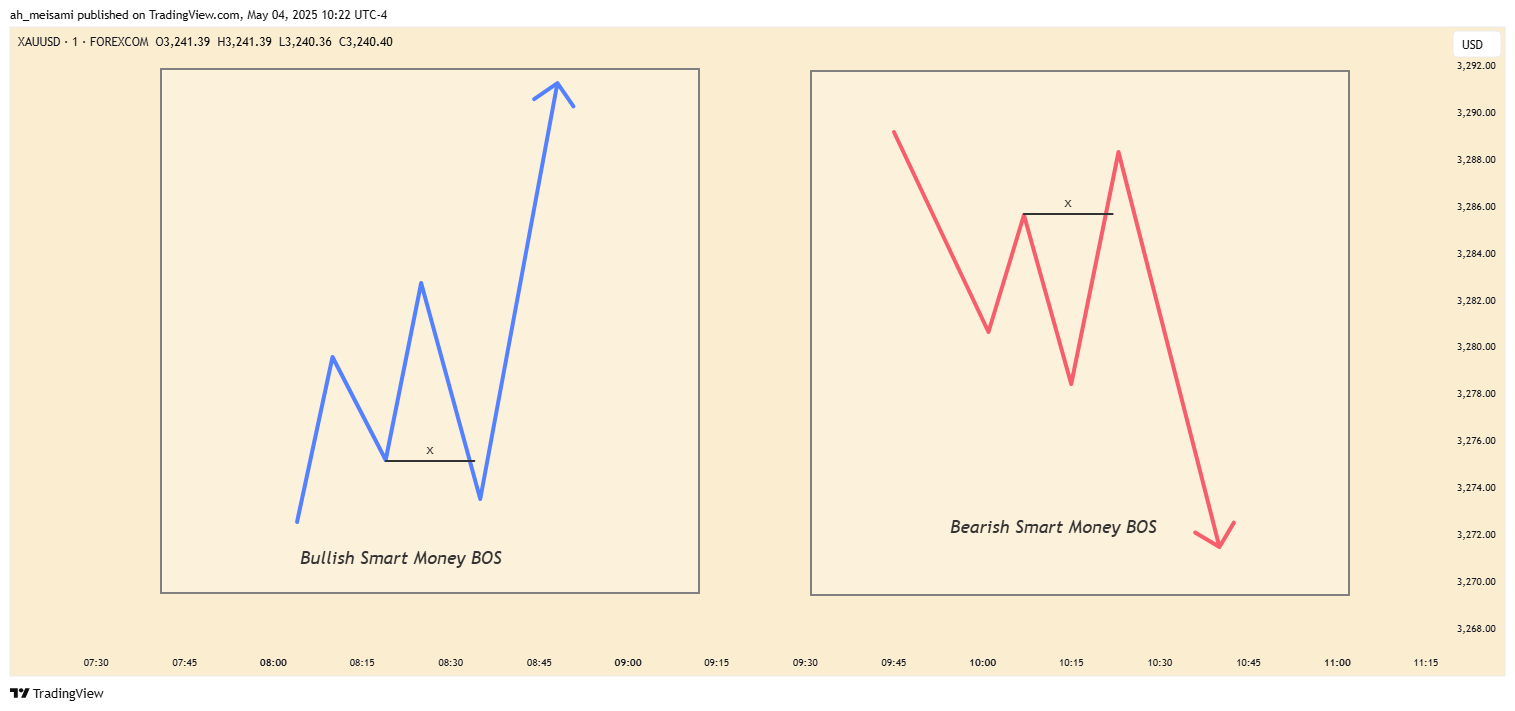 ah_meisami published on TradingView.com, May 04, 2025 10:22 UTC-4
XAUUSD · 1 · FOREXCOM O3,241.39 H3,241.39 L3,240.36 C3,240.40
USD
3,292.00
3,290.00
3,288.00
3,286.00
3,284.00
3,282.00
3,280.00
3,278.00
3,276.00
3,274.00
3,272.00
3,270.00
3,268.00
x
Bullish Smart Money BOS
x
Bearish Smart Money BOS
07:30 07:45 08:00 08:15 08:30 08:45 09:00 09:15 09:30 09:45 10:00 10:15 10:30 10:45 11:00 11:15
TradingView